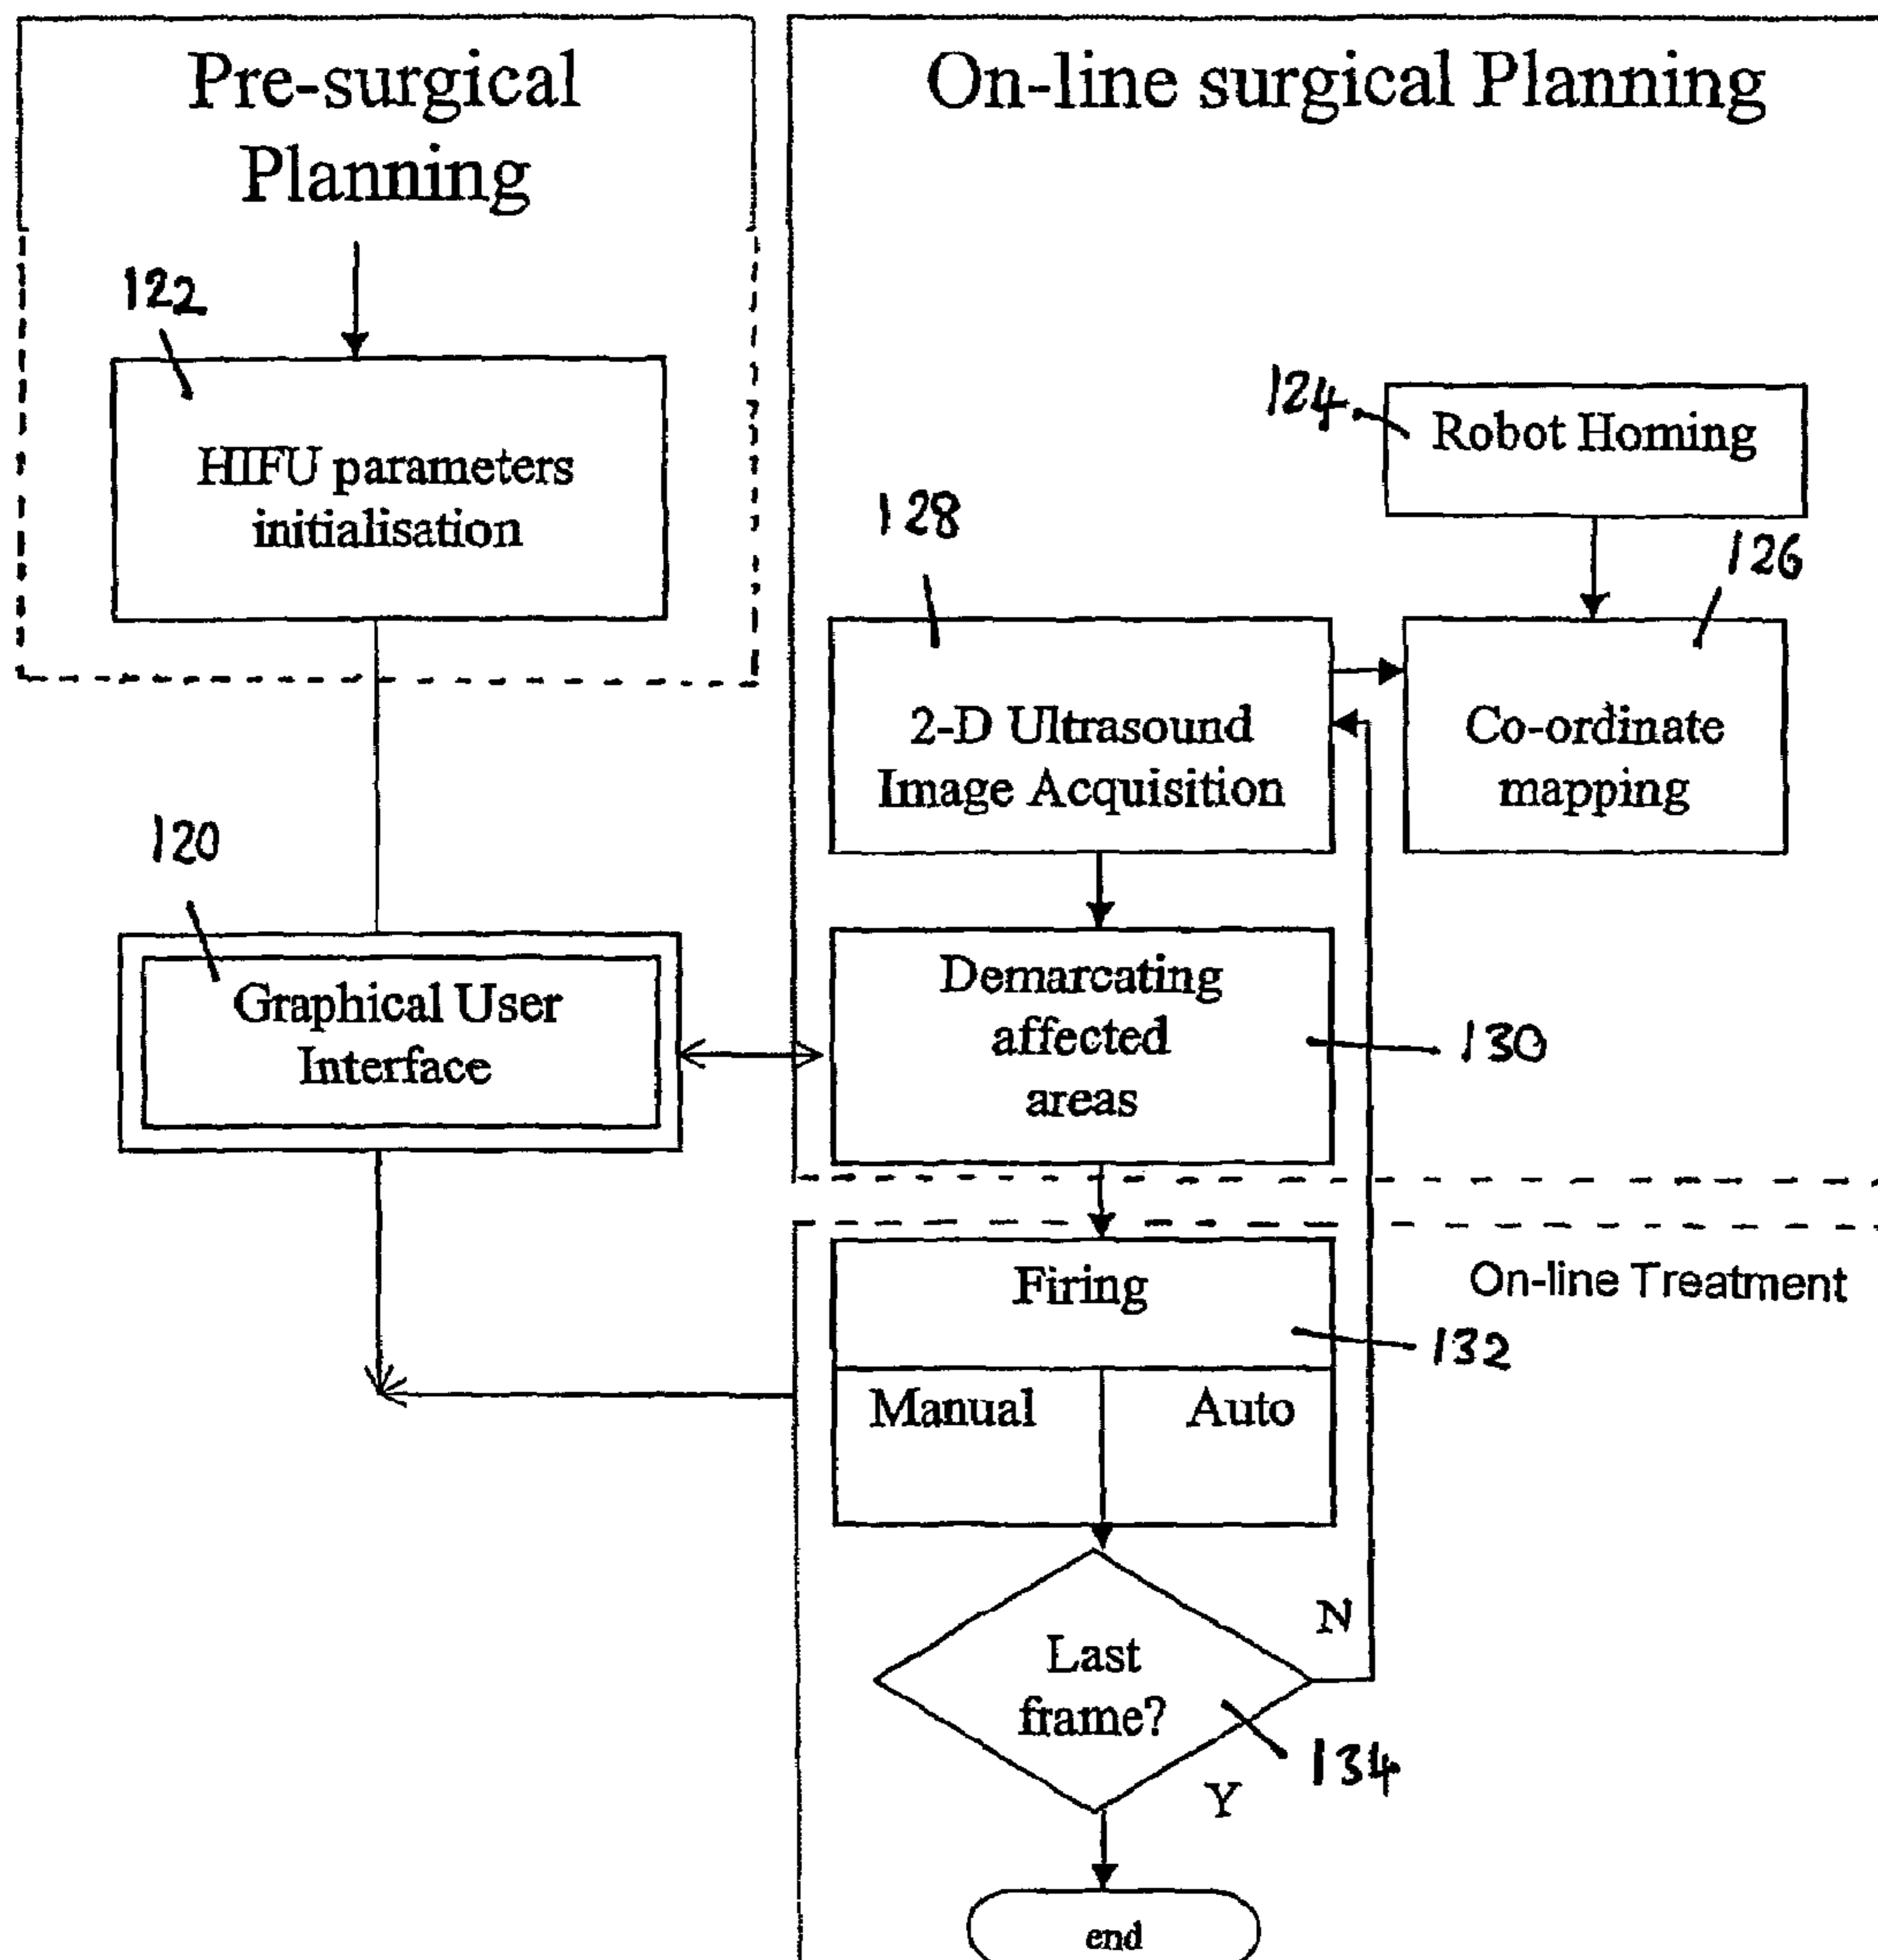 Pre-surgical
Planning
122
HIFU parameters
initialisation
120
Graphical User
Interface
On-line surgical Planning
124
Robot Homing
128
126
2-D Ultrasound
Image Acquisition
Co-ordinate
mapping
Demarcating
affected
areas
130
Firing
On-line Treatment
132
Manual
Auto
N
Last
frame?
134
Y
end